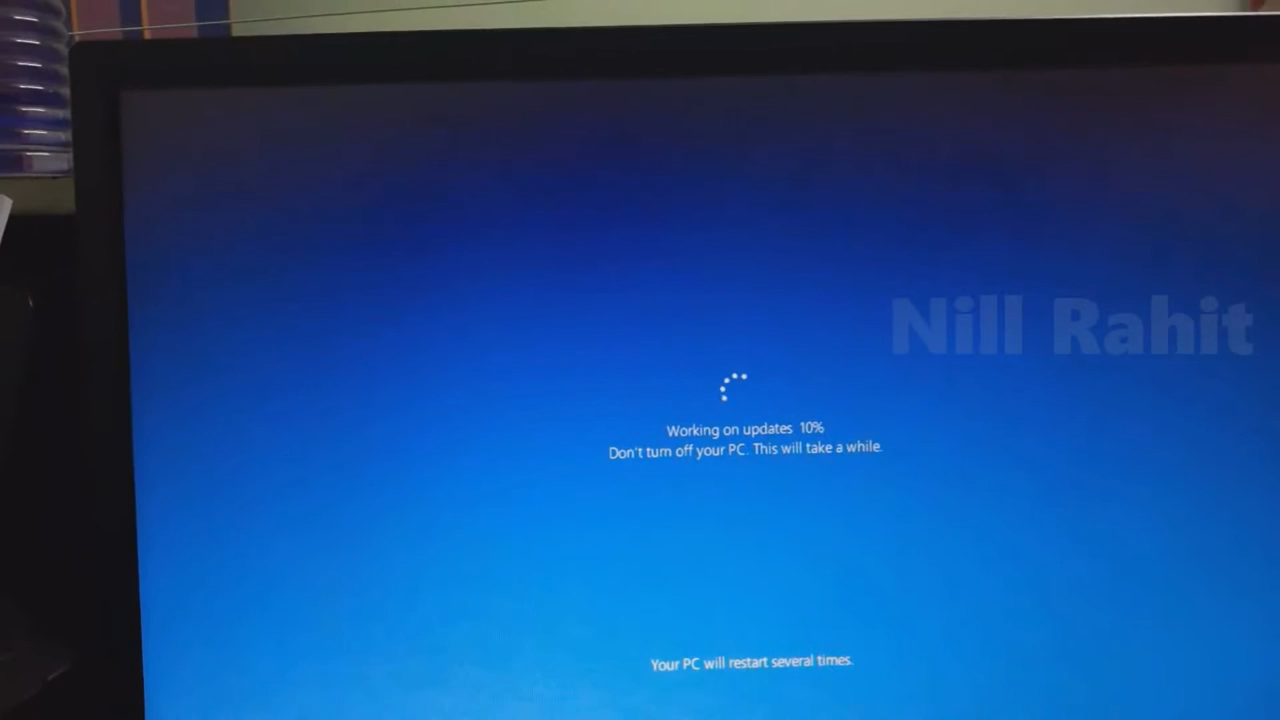 Nill Rahit
Working on updates 10%
Don't turn off your PC. This will take a while.
Your PC will restart several times.